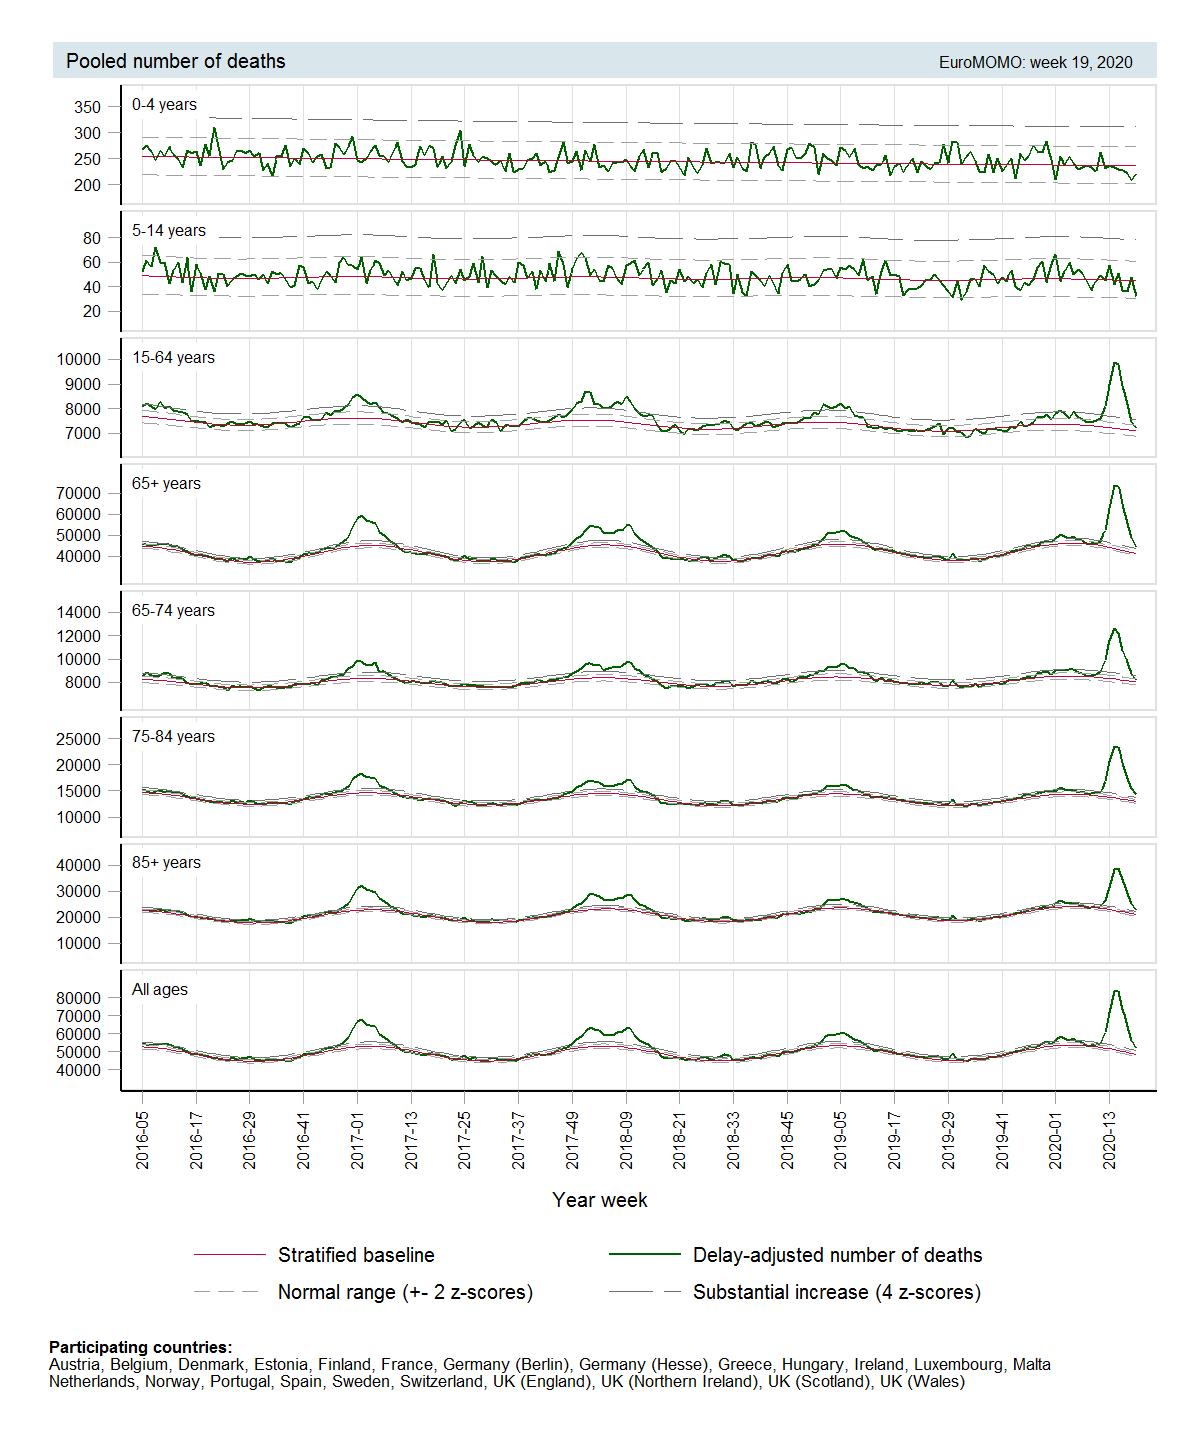 Pooled number of deaths
EuroMOMO: week 19, 2020
0-4 years
350
300
250
200
5-14 years
80
60
40
20
15-64 years
10000
9000
8000
7000
65+ years
70000
60000
50000
40000
65-74 years
14000
12000
10000
8000
75-84 years
25000
20000
15000
10000
85+ years
40000
30000
20000
10000
All ages
80000
70000
60000
50000
40000
2016-05
2016-17
2016-29
2016-41
2017-01
2017-13
2017-25
2017-37
2017-49
2018-09
2018-21
2018-33
2018-45
2019-05
2019-17
2019-29
2019-41
2020-01
2020-13
Year week
Stratified baseline
Delay-adjusted number of deaths
Normal range (+- 2 z-scores)
Substantial increase (4 z-scores)
Participating countries:
Austria, Belgium, Denmark, Estonia, Finland, France, Germany (Berlin), Germany (Hesse), Greece, Hungary, Ireland, Luxembourg, Malta
Netherlands, Norway, Portugal, Spain, Sweden, Switzerland, UK (England), UK (Northern Ireland), UK (Scotland), UK (Wales)